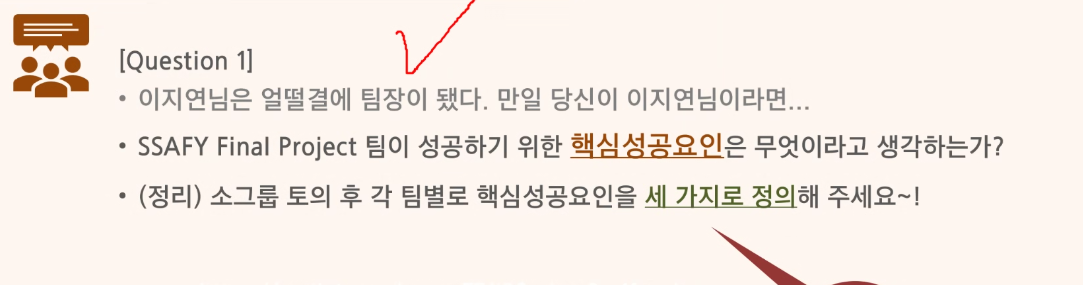 [Question 1]
• 이지연님은 얼떨결에 팀장이 됐다. 만일 당신이 이지연님이라면...
• SSAFY Final Project 팀이 성공하기 위한 핵심성공요인은 무엇이라고 생각하는가?
• (정리) 소그룹 토의 후 각 팀별로 핵심성공요인을 세 가지로 정의해 주세요~!